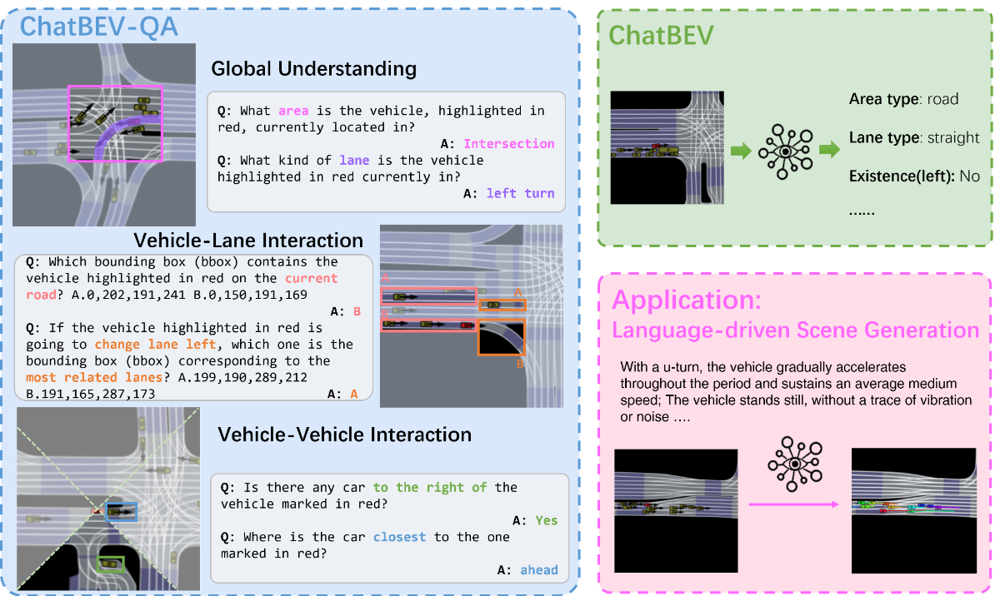 ChatBEV-QA
Global Understanding
Q: What area is the vehicle, highlighted in
red, currently located in?
A: Intersection
Q: What kind of lane is the vehicle
highlighted in red currently in?
A: left turn
Vehicle-Lane Interaction
Q: Which bounding box (bbox) contains the
vehicle highlighted in red on the current
road? A.0,202,191,241 B.0,150,191,169
A: B
Q: If the vehicle highlighted in red is
going to change lane left, which one is the
bounding box (bbox) corresponding to the
most related lanes? A.199,190,289,212
B.191,165,287,173
A: A
A
A
B
Vehicle-Vehicle Interaction
Q: Is there any car to the right of the
vehicle marked in red?
A: Yes
Q: Where is the car closest to the one
marked in red?
A: ahead
ChatBEV
Area type: road
Lane type: straight
Existence(left): No
......
Application:
Language-driven Scene Generation
With a u-turn, the vehicle gradually accelerates
throughout the period and sustains an average medium
speed; The vehicle stands still, without a trace of vibration
or noise ....